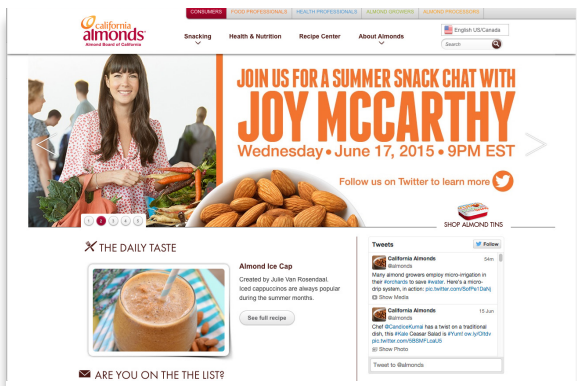 CONSUMERS
FOOD PROFESSIONALS
HEALTH PROFESSIONALS
ALMOND GROWERS
ALMOND PROCESSORS
california
almonds
Almond Board of California
Snacking
Health & Nutrition
Recipe Center
About Almonds
English US/Canada
Search
JOIN US FOR A SUMMER SNACK CHAT WITH
JOY MCCARTHY
Wednesday • June 17, 2015 • 9PM EST
Follow us on Twitter to learn more
1 2 3 4 5
SHOP ALMOND TINS
THE DAILY TASTE
Almond Ice Cap
Created by Julie Van Rosendaal.
Iced cappuccinos are always popular
during the summer months.
See full recipe
Tweets
Follow
California Almonds
54m
@almonds
Many almond growers employ micro-irrigation in
their #orchards to save #water. Here's a micro-
drip system, in action:
Show Media
California Almonds
15 Jun
@almonds
Chef @CandiceKumai has a twist on a traditional
dish, this #Kale Ceasar Salad is #Yum!
Show Photo
Tweet to @almonds
ARE YOU ON THE THE LIST?